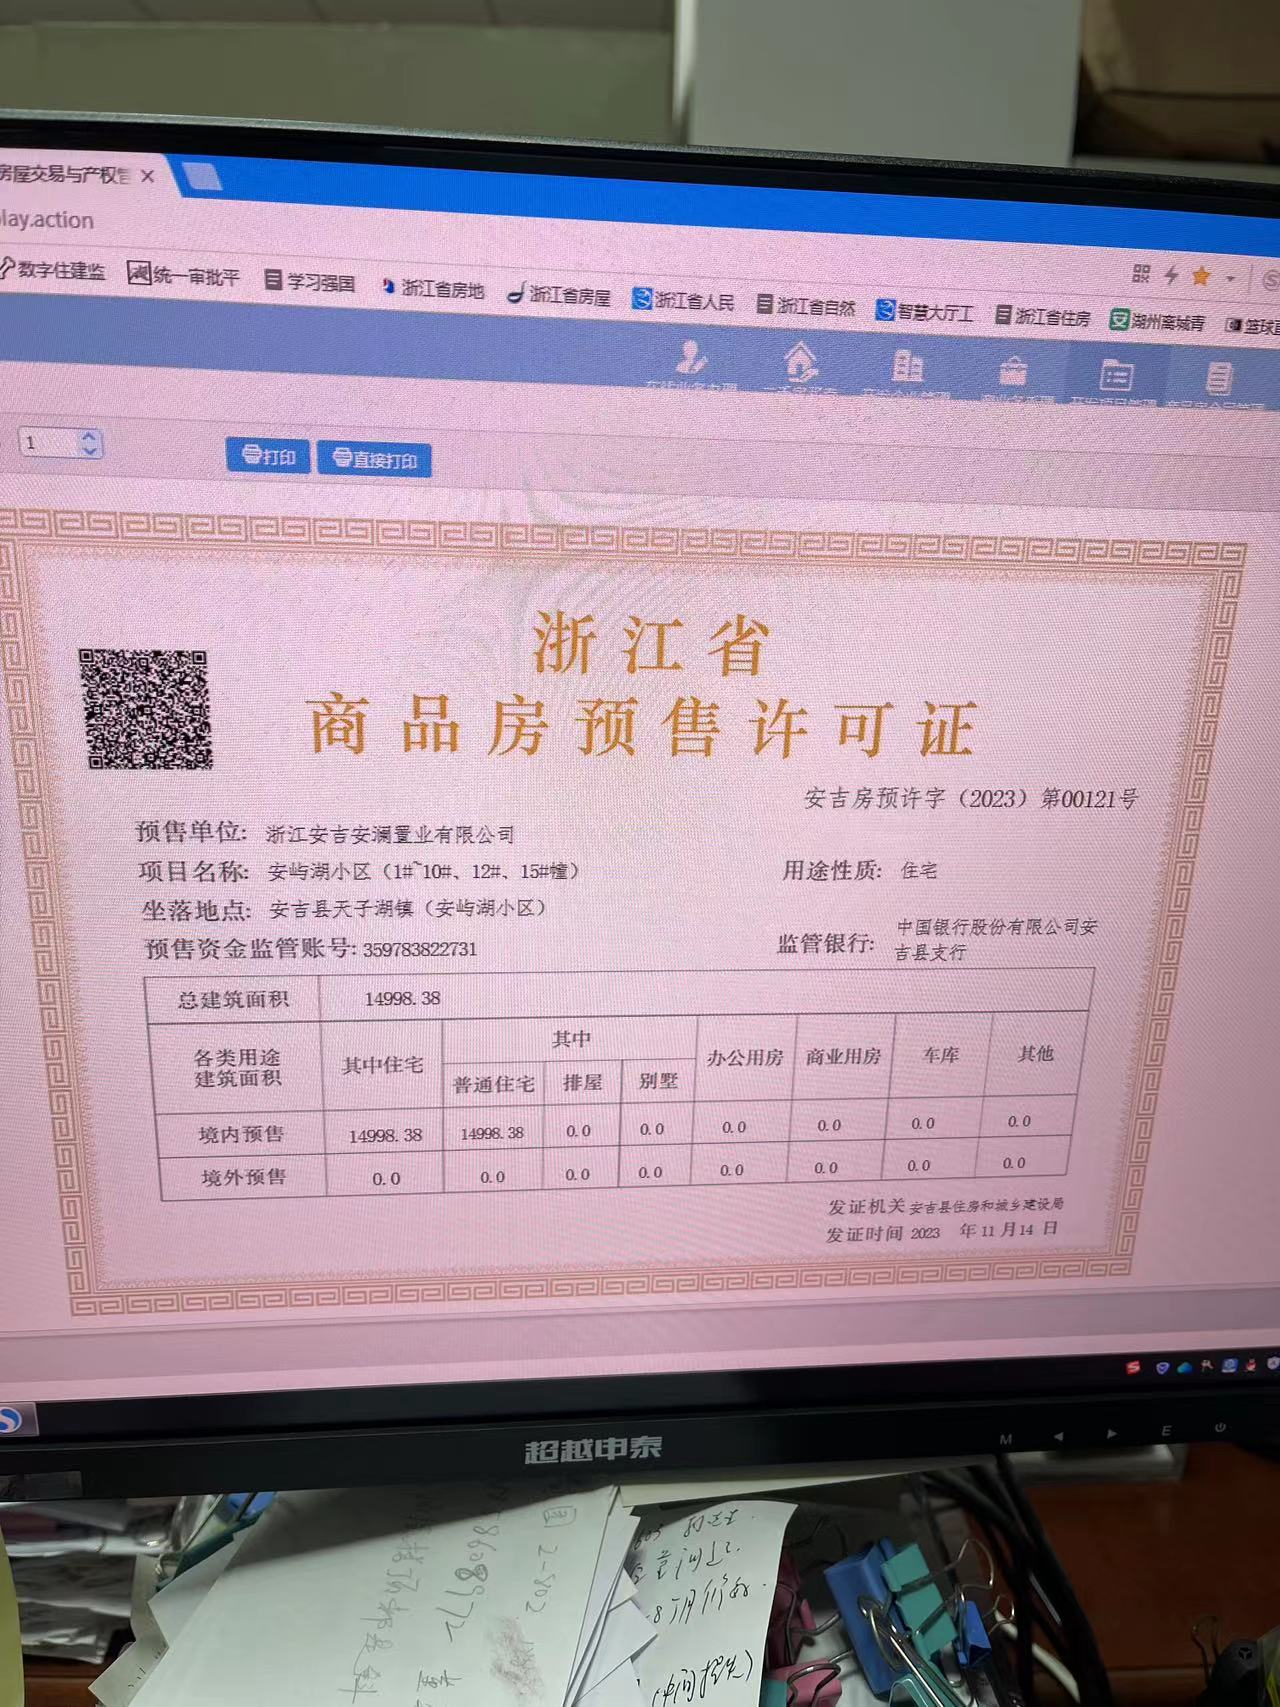 房屋交易与产权管
lay.action
数字住建监 统一审批平 学习强国 浙江省房地 浙江省房屋 浙江省人民 浙江省自然 智慧大厅工 浙江省住房 湖州离城青 篮球直
1 打印 直接打印
浙江省
商品房预售许可证
安吉房预许字（2023）第00121号
预售单位: 浙江安吉安澜置业有限公司
项目名称: 安屿湖小区（1#~10#、12#、15#幢） 用途性质: 住宅
坐落地点: 安吉县天子湖镇（安屿湖小区）
预售资金监管账号: 359783822731 监管银行: 中国银行股份有限公司安
吉县支行
总建筑面积 14998.38
各类用途
建筑面积 其中住宅 其中 办公用房 商业用房 车库 其他
普通住宅 排屋 别墅
境内预售 14998.38 14998.38 0.0 0.0 0.0 0.0 0.0 0.0
境外预售 0.0 0.0 0.0 0.0 0.0 0.0 0.0 0.0
发证机关 安吉县住房和城乡建设局
发证时间 2023 年 11 月 14 日
超越申泰
M E
2-502